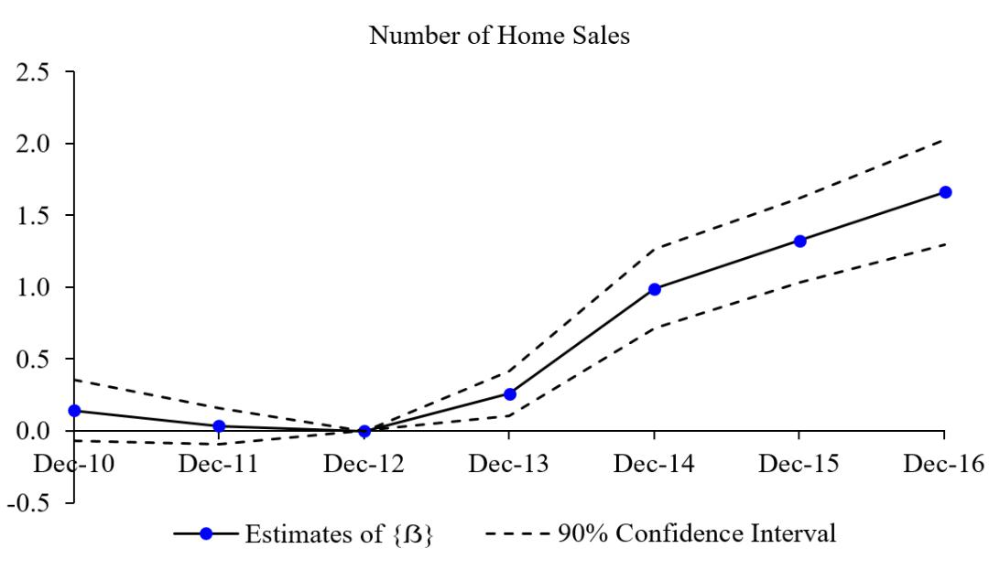 Number of Home Sales
2.5
2.0
1.5
1.0
0.5
0.0
Dec-10 Dec-11 Dec-12 Dec-13 Dec-14 Dec-15 Dec-16
-0.5
Estimates of {ẞ} 90% Confidence Interval